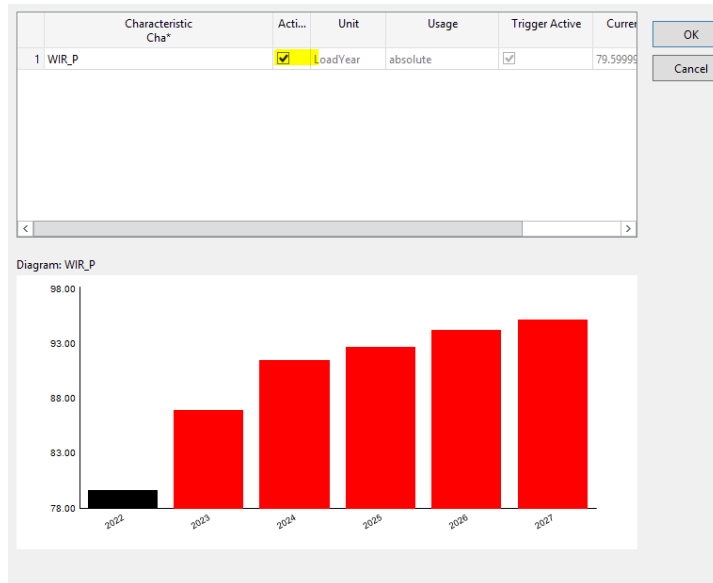 Characteristic Acti... Unit Usage Trigger Active Curren
Cha*
1 WIR_P LoadYear absolute 79.59999
OK
Cancel
Diagram: WIR_P
98.00
93.00
88.00
83.00
78.00
2022 2023 2024 2025 2026 2027